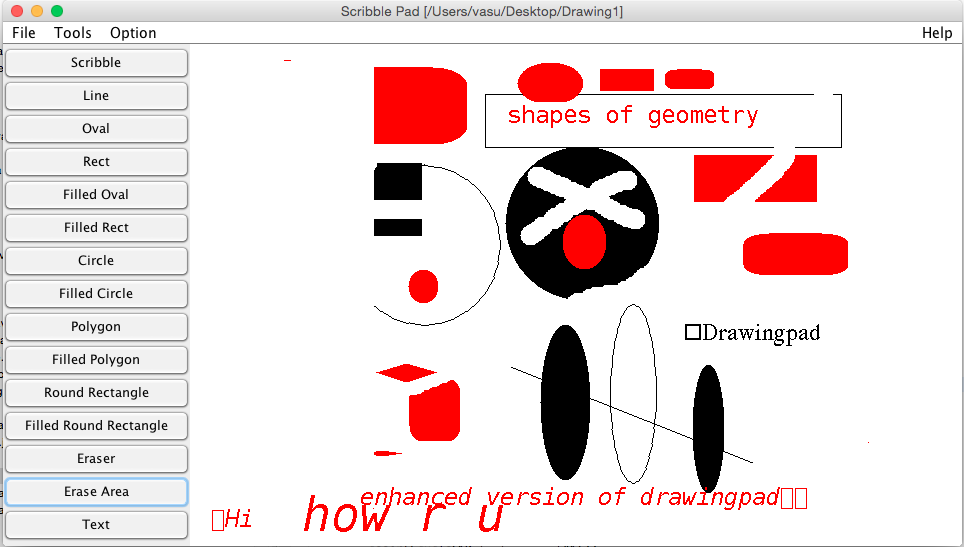 Scribble Pad [/Users/vasu/Desktop/Drawing1]
File Tools Option Help
Scribble
Line
Oval
Rect
Filled Oval
Filled Rect
Circle
Filled Circle
Polygon
Filled Polygon
Round Rectangle
Filled Round Rectangle
Eraser
Erase Area
Text
shapes of geometry
□Drawingpad
enhanced version of drawingpad□□
□Hi how r u